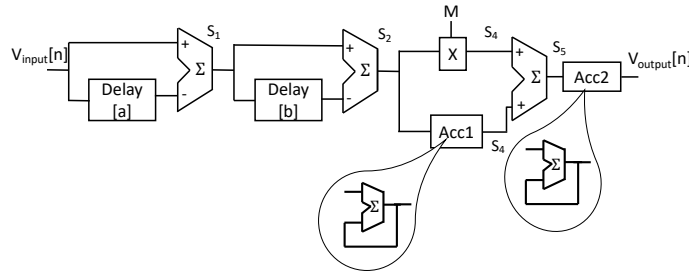 M
S1
S2
S4
S5
Vinput[n]
+
Σ
-
Delay
[a]
+
Σ
-
Delay
[b]
X
+
Σ
+
Acc2
Voutput[n]
Acc1
S4
Σ
Σ